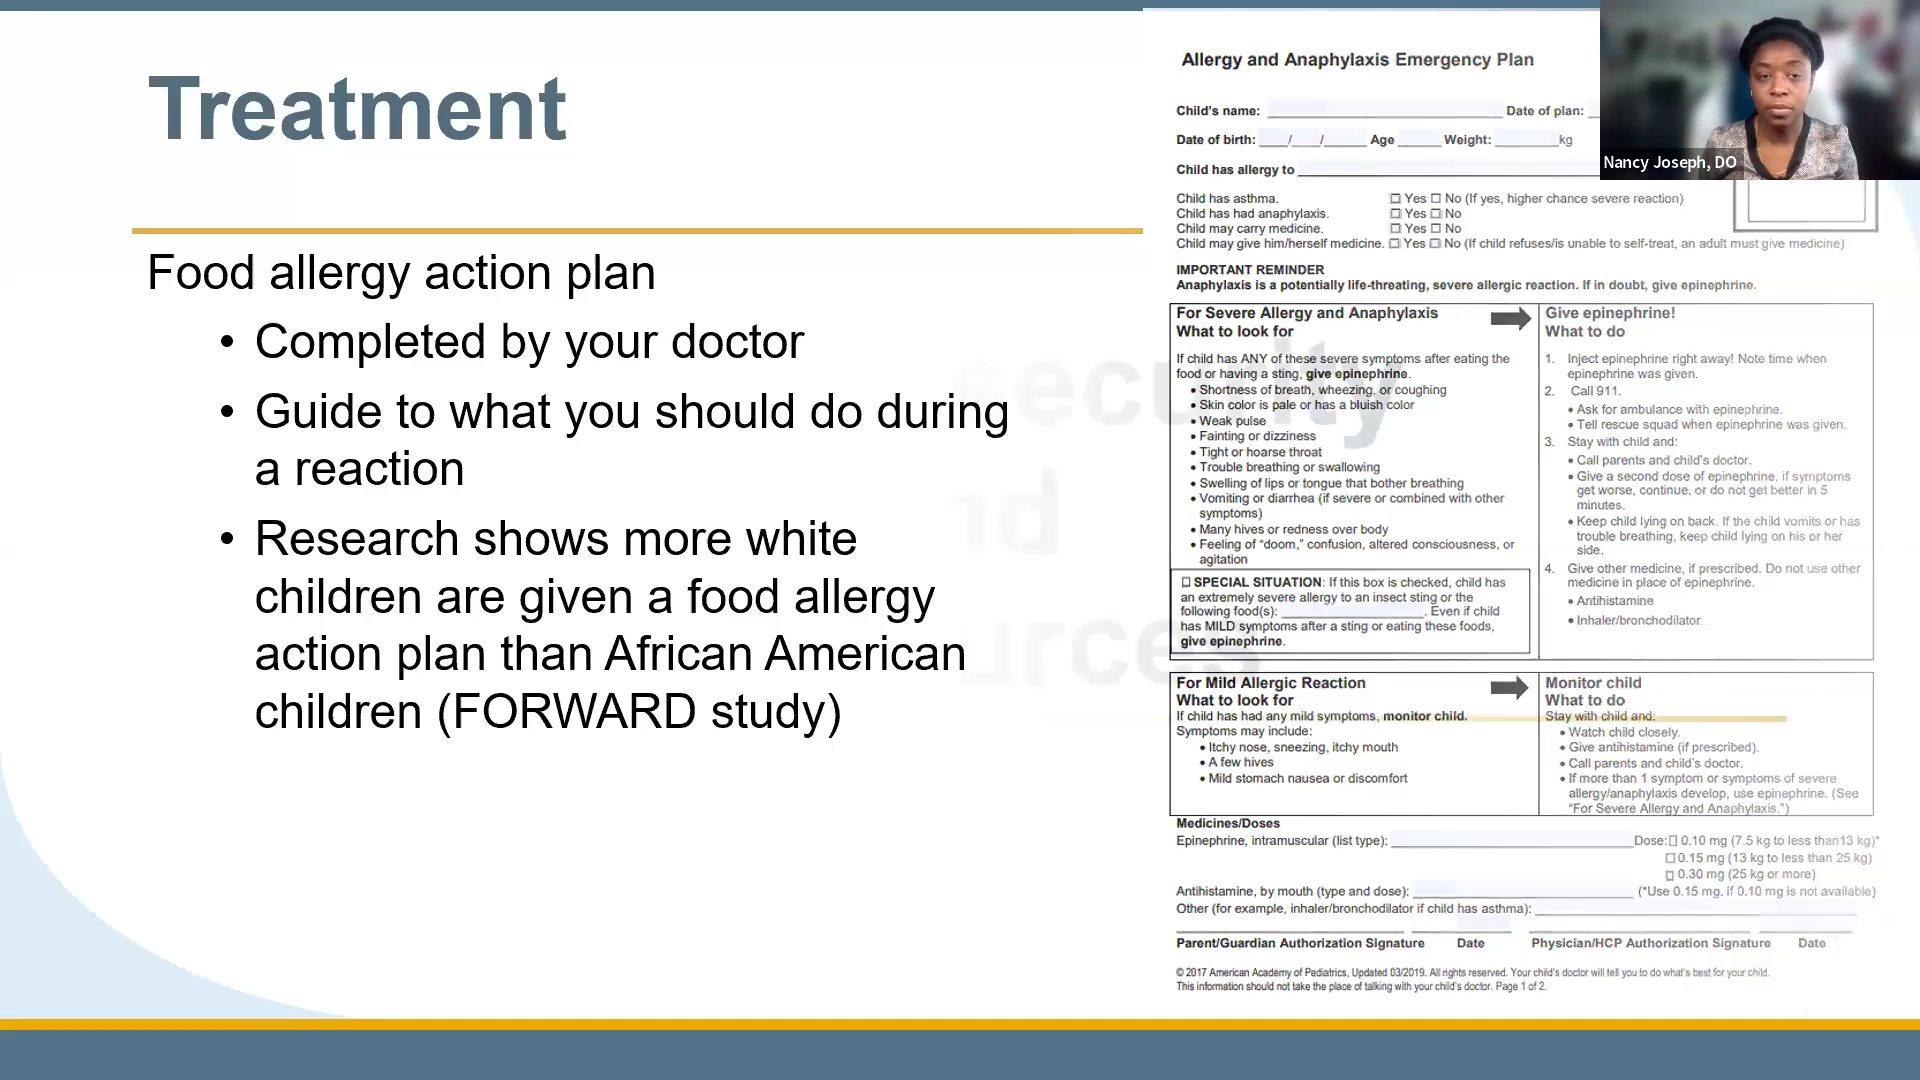 Treatment
Food allergy action plan
• Completed by your doctor
• Guide to what you should do during
a reaction
• Research shows more white
children are given a food allergy
action plan than African American
children (FORWARD study)
Allergy and Anaphylaxis Emergency Plan
Child's name: Date of plan:
Date of birth: / / Age Weight: kg
Child has allergy to
Child has asthma. ☐ Yes ☐ No (If yes, higher chance severe reaction)
Child has had anaphylaxis. ☐ Yes ☐ No
Child may carry medicine. ☐ Yes ☐ No
Child may give him/herself medicine. ☐ Yes ☐ No (If child refuses/is unable to self-treat, an adult must give medicine)
IMPORTANT REMINDER
Anaphylaxis is a potentially life-threating, severe allergic reaction. If in doubt, give epinephrine.
For Severe Allergy and Anaphylaxis
What to look for
If child has ANY of these severe symptoms after eating the
food or having a sting, give epinephrine.
• Shortness of breath, wheezing, or coughing
• Skin color is pale or has a bluish color
• Weak pulse
• Fainting or dizziness
• Tight or hoarse throat
• Trouble breathing or swallowing
• Swelling of lips or tongue that bother breathing
• Vomiting or diarrhea (if severe or combined with other
symptoms)
• Many hives or redness over body
• Feeling of “doom,” confusion, altered consciousness, or
agitation
☐ SPECIAL SITUATION: If this box is checked, child has
an extremely severe allergy to an insect sting or the
following food(s): . Even if child
has MILD symptoms after a sting or eating these foods,
give epinephrine.
Give epinephrine!
What to do
1. Inject epinephrine right away! Note time when
epinephrine was given.
2. Call 911.
• Ask for ambulance with epinephrine.
• Tell rescue squad when epinephrine was given.
3. Stay with child and:
• Call parents and child's doctor.
• Give a second dose of epinephrine, if symptoms
get worse, continue, or do not get better in 5
minutes.
• Keep child lying on back. If the child vomits or has
trouble breathing, keep child lying on his or her
side.
4. Give other medicine, if prescribed. Do not use other
medicine in place of epinephrine.
• Antihistamine
• Inhaler/bronchodilator
For Mild Allergic Reaction
What to look for
If child has had any mild symptoms, monitor child.
Symptoms may include:
• Itchy nose, sneezing, itchy mouth
• A few hives
• Mild stomach nausea or discomfort
Monitor child
What to do
Stay with child and:
• Watch child closely.
• Give antihistamine (if prescribed).
• Call parents and child's doctor.
• If more than 1 symptom or symptoms of severe
allergy/anaphylaxis develop, use epinephrine. (See
“For Severe Allergy and Anaphylaxis.”)
Medicines/Doses
Epinephrine, intramuscular (list type): Dose: ☐ 0.10 mg (7.5 kg to less than13 kg)*
☐ 0.15 mg (13 kg to less than 25 kg)
☐ 0.30 mg (25 kg or more)
Antihistamine, by mouth (type and dose): (*Use 0.15 mg, if 0.10 mg is not available)
Other (for example, inhaler/bronchodilator if child has asthma):
Parent/Guardian Authorization Signature Date Physician/HCP Authorization Signature Date
© 2017 American Academy of Pediatrics, Updated 03/2019. All rights reserved. Your child's doctor will tell you to do what's best for your child.
This information should not take the place of talking with your child's doctor. Page 1 of 2.
Nancy Joseph, DO